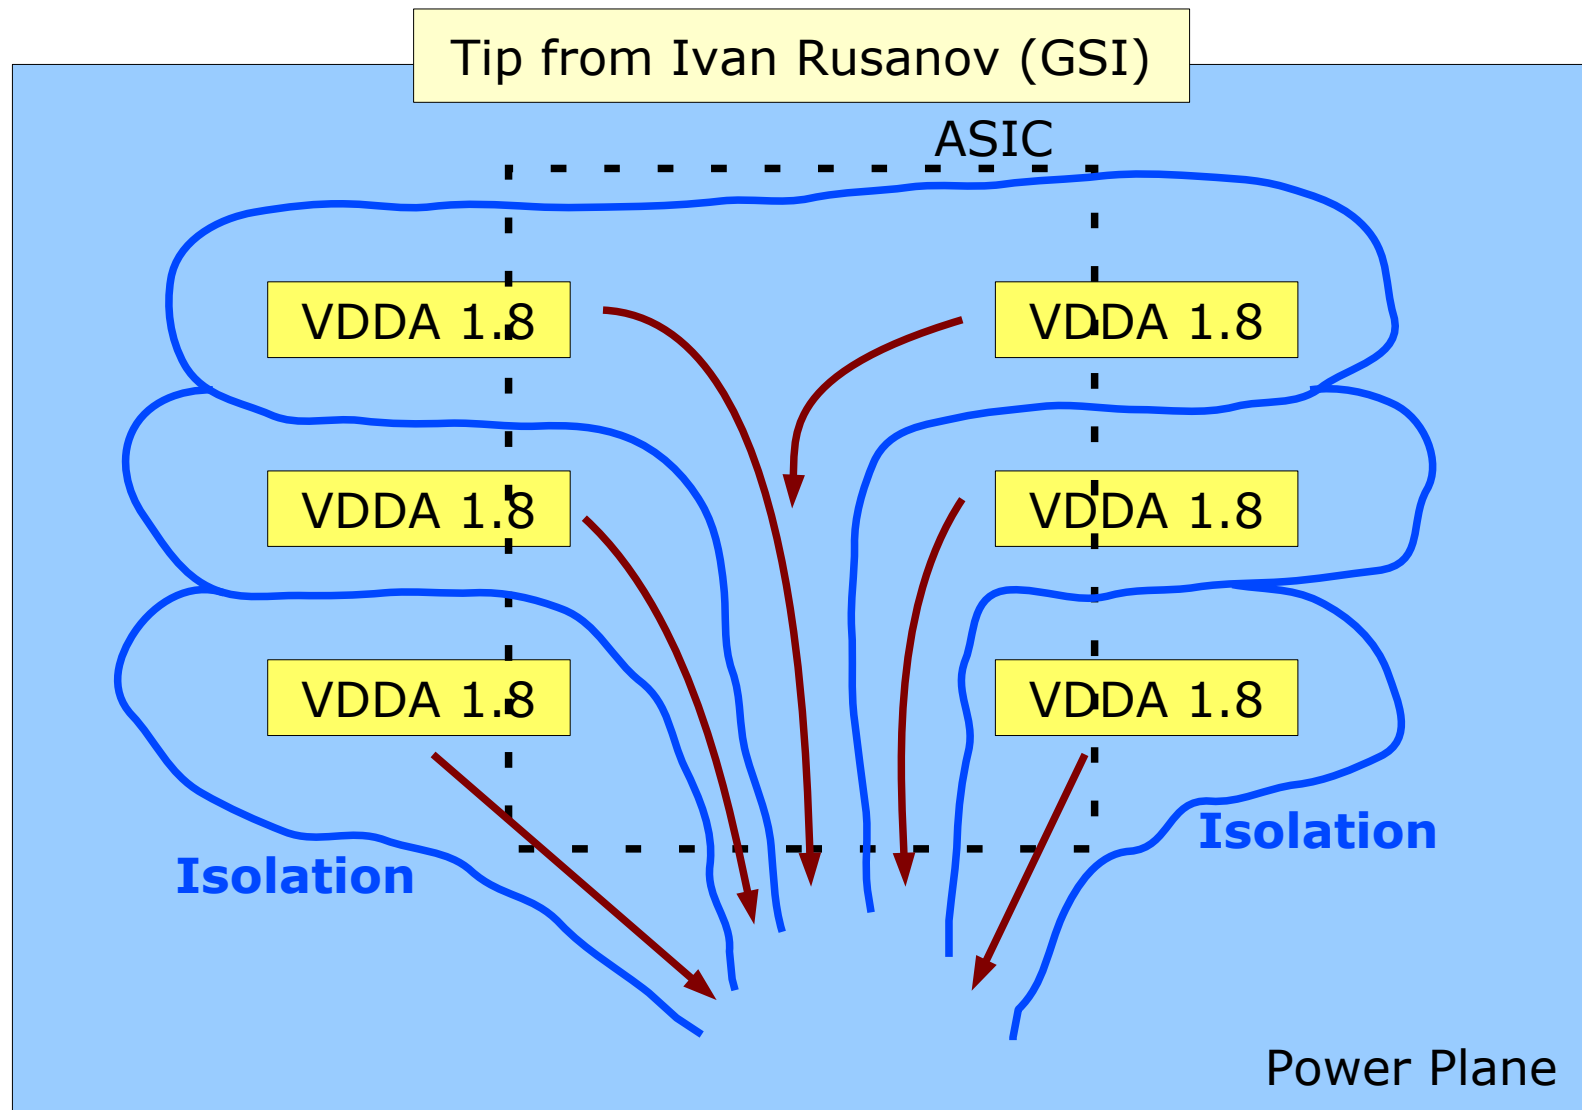 Tip from Ivan Rusanov (GSI)
ASIC
VDDA 1.8
VDDA 1.8
VDDA 1.8
VDDA 1.8
VDDA 1.8
VDDA 1.8
Isolation
Isolation
Power Plane